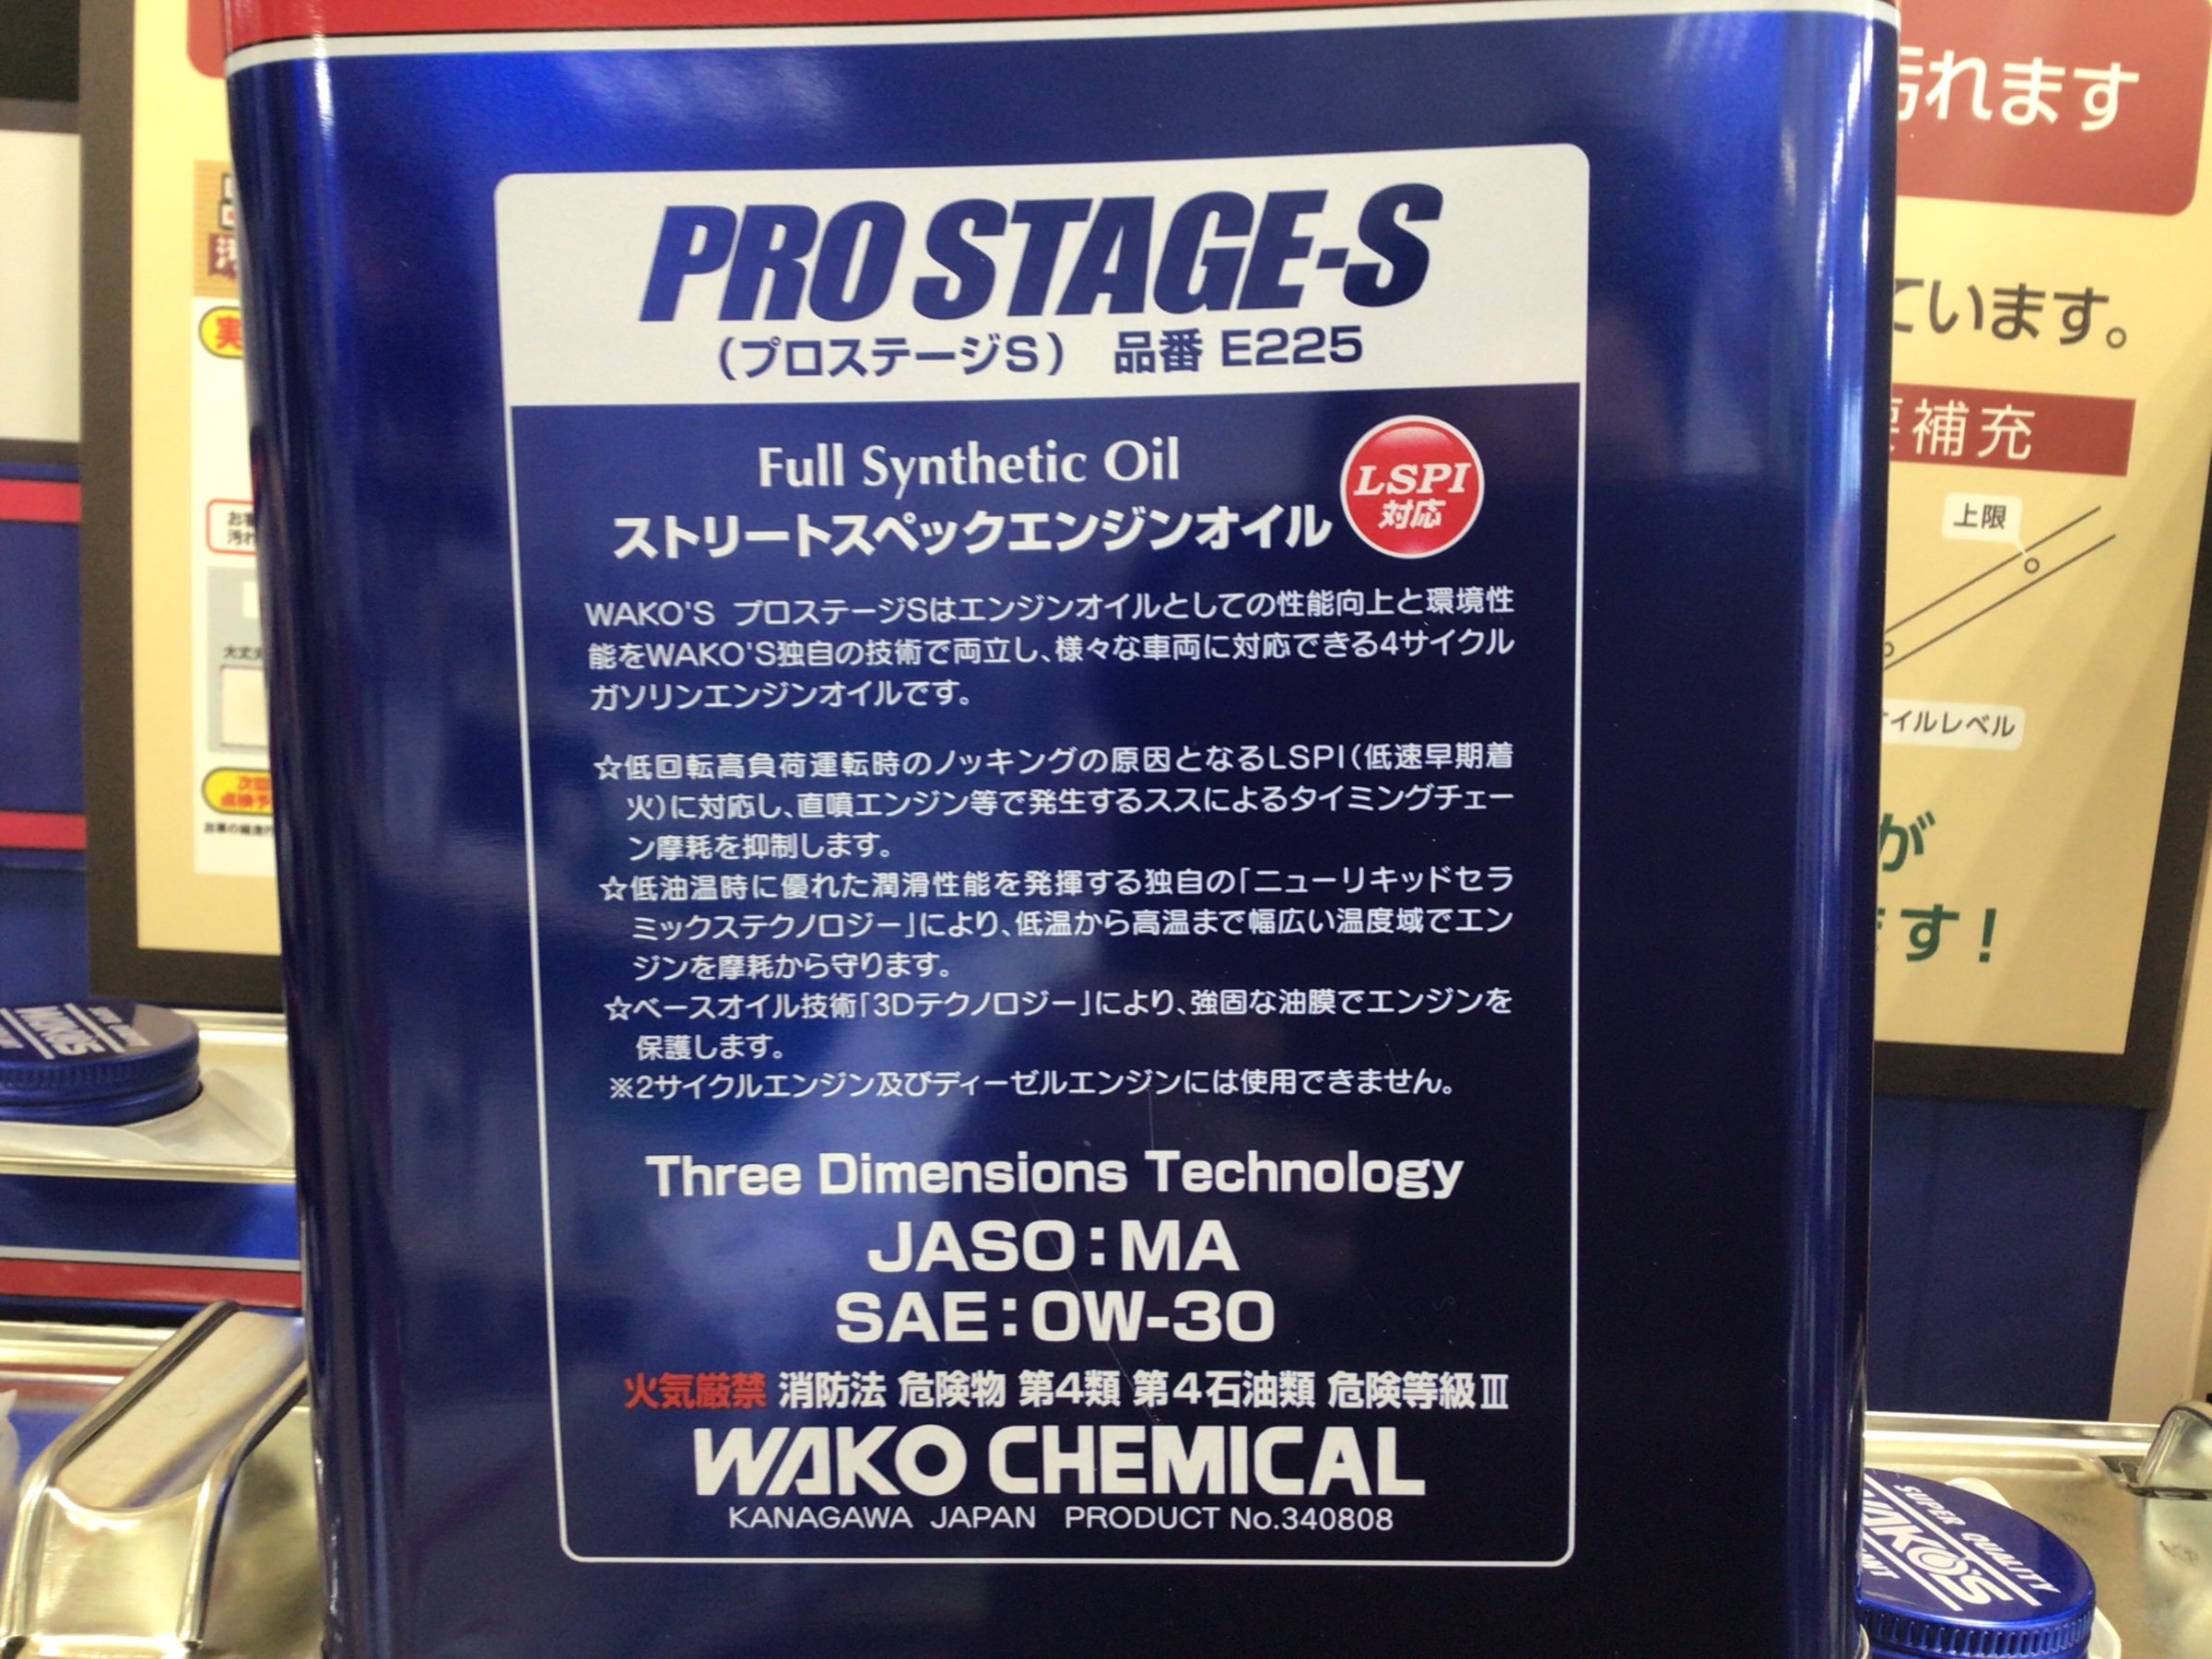 PRO STAGE-S
(プロステージS) 品番 E225
Full Synthetic Oil
ストリートスペックエンジンオイル
LSPI
対応
WAKO'S プロステージSはエンジンオイルとしての性能向上と環境性
能をWAKO'S独自の技術で両立し、様々な車両に対応できる4サイクル
ガソリンエンジンオイルです。
☆低回転高負荷運転時のノッキングの原因となるLSPI(低速早期着
火)に対応し、直噴エンジン等で発生するススによるタイミングチェー
ン摩耗を抑制します。
☆低油温時に優れた潤滑性能を発揮する独自の「ニューリキッドセラ
ミックステクノロジー」により、低温から高温まで幅広い温度域でエン
ジンを摩耗から守ります。
☆ベースオイル技術「3Dテクノロジー」により、強固な油膜でエンジンを
保護します。
※2サイクルエンジン及びディーゼルエンジンには使用できません。
Three Dimensions Technology
JASO:MA
SAE:0W-30
火気厳禁 消防法 危険物 第4類 第4石油類 危険等級Ⅲ
WAKO CHEMICAL
KANAGAWA JAPAN PRODUCT No.340808
汚れます
ています。
補充
上限
イルレベル
が
ます!
SUPER QUALITY
WAKO'S